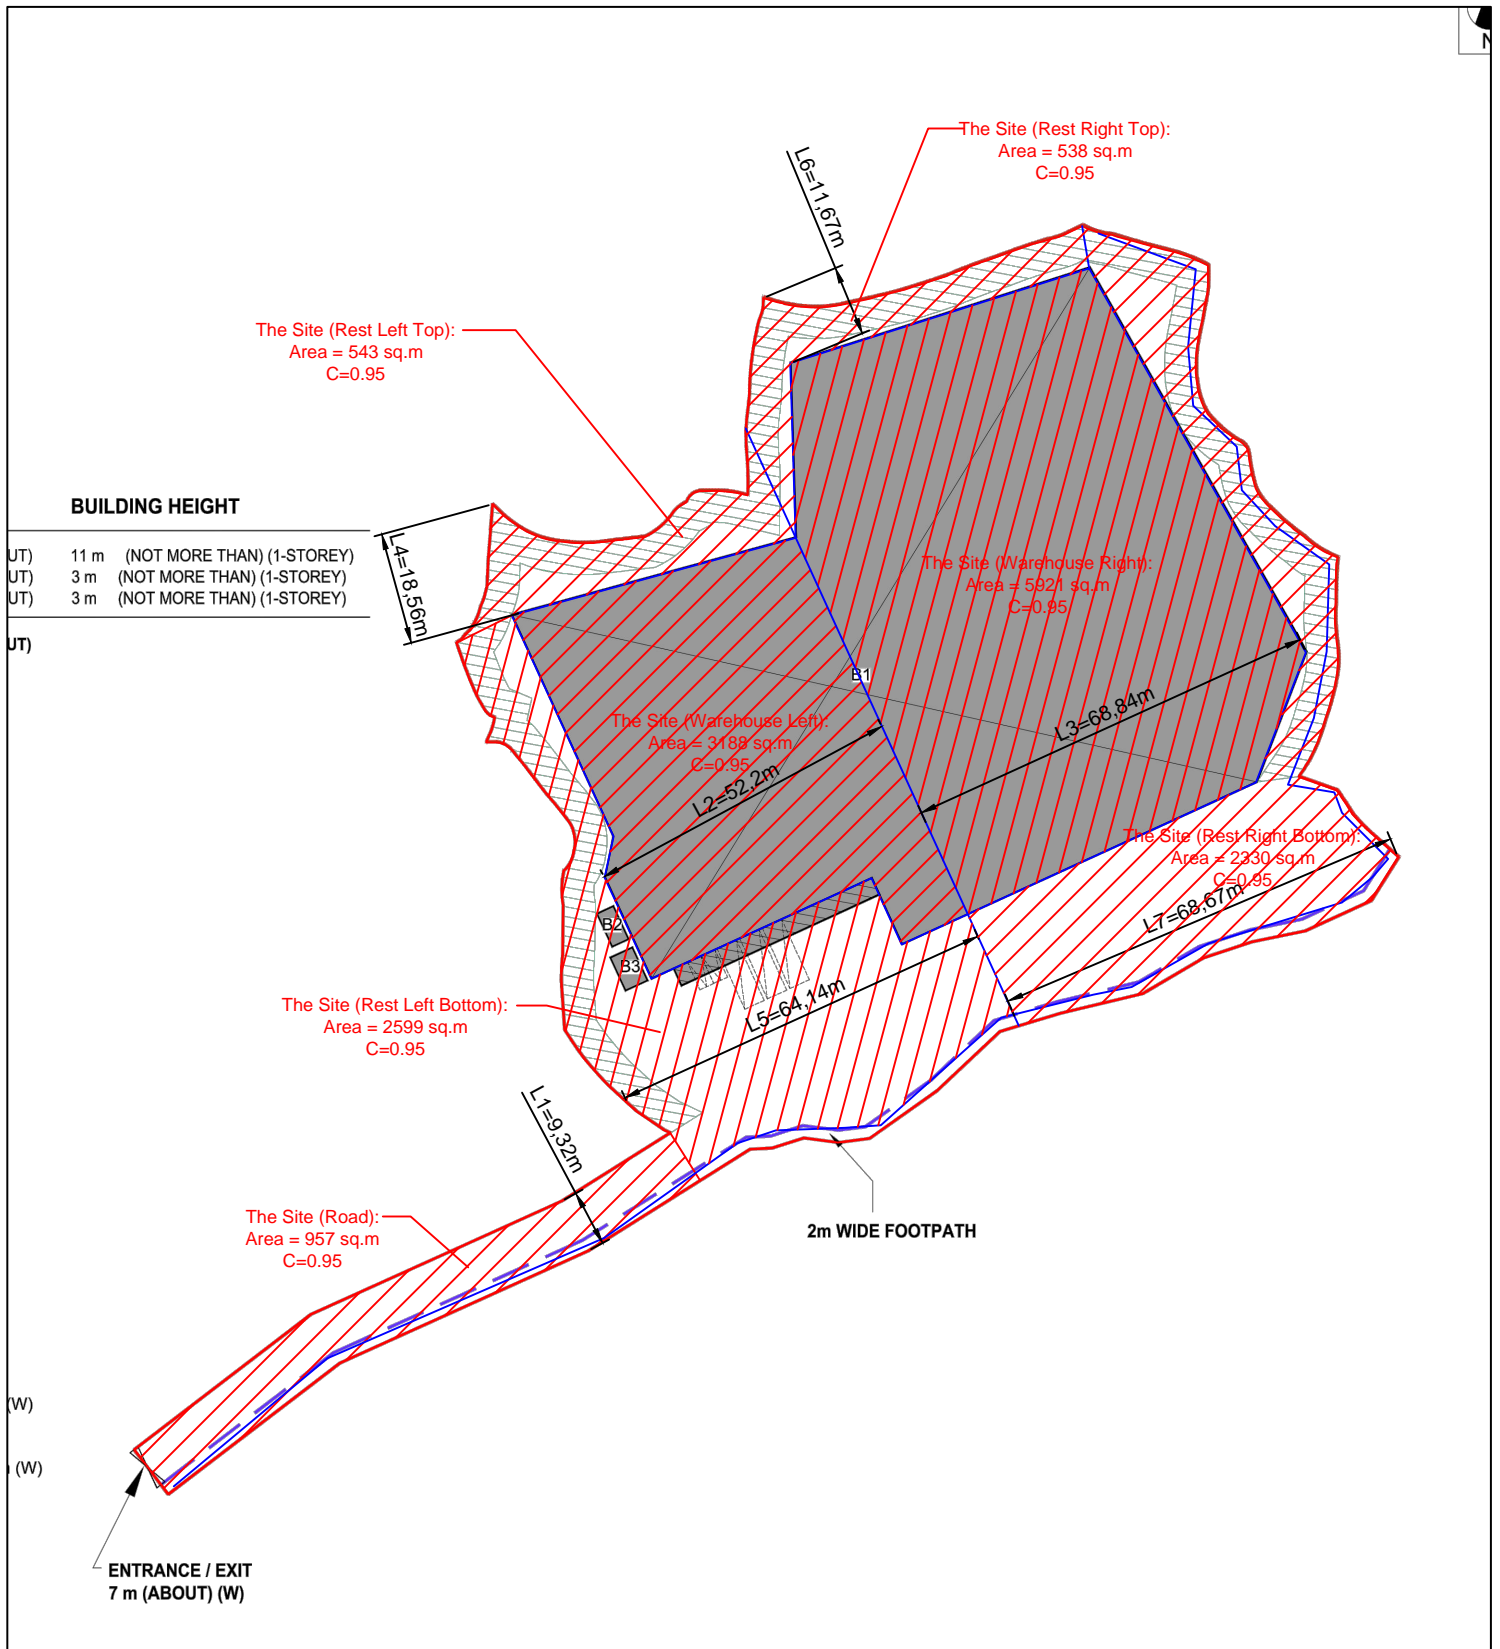 N
The Site (Rest Right Top):
Area = 538 sq.m
C=0.95
L6=11,67m
The Site (Rest Left Top):
Area = 543 sq.m
C=0.95
BUILDING HEIGHT
UT) 11 m (NOT MORE THAN) (1-STOREY)
UT) 3 m (NOT MORE THAN) (1-STOREY)
UT) 3 m (NOT MORE THAN) (1-STOREY)
UT)
L4=18,56m
The Site (Warehouse Right):
Area = 5921 sq.m
C=0.95
B1
The Site (Warehouse Left):
Area = 3188 sq.m
C=0.95
L2=52,2m
L3=68,84m
The Site (Rest Right Bottom):
Area = 2330 sq.m
C=0.95
L7=68,67m
B2
B3
L5=64,14m
The Site (Rest Left Bottom):
Area = 2599 sq.m
C=0.95
L1=9,32m
The Site (Road):
Area = 957 sq.m
C=0.95
2m WIDE FOOTPATH
(W)
(W)
ENTRANCE / EXIT
7 m (ABOUT) (W)